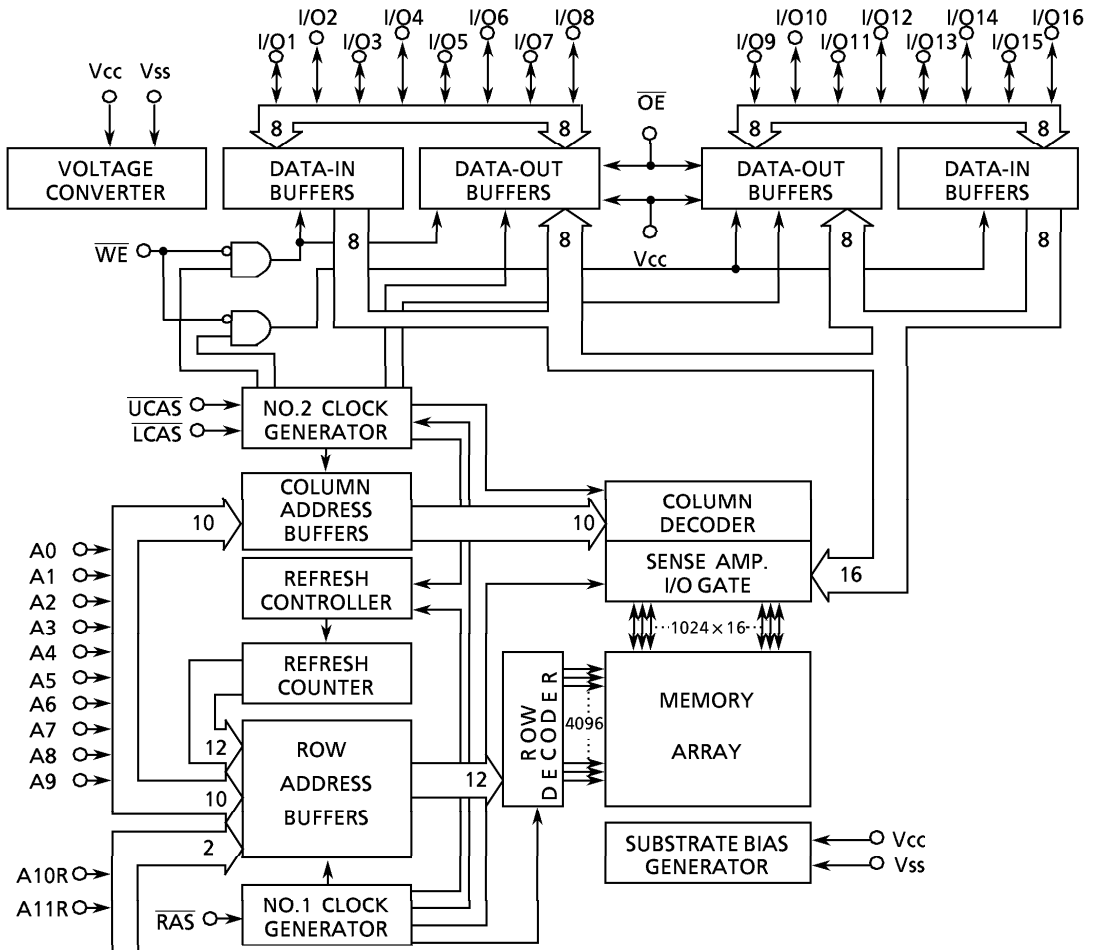 I/O2 I/O4 I/O6 I/O8
I/O1 I/O3 I/O5 I/O7
I/O10 I/O12 I/O14 I/O16
I/O9 I/O11 I/O13 I/O15
Vcc Vss
OE
8 8 8 8
VOLTAGE
CONVERTER
DATA-IN
BUFFERS
DATA-OUT
BUFFERS
DATA-OUT
BUFFERS
DATA-IN
BUFFERS
WE
8 8 8 8
Vcc
UCAS
LCAS
NO.2 CLOCK
GENERATOR
10
COLUMN
ADDRESS
BUFFERS
10
COLUMN
DECODER
SENSE AMP.
I/O GATE
16
A0
A1
A2
A3
A4
A5
A6
A7
A8
A9
REFRESH
CONTROLLER
1024×16
REFRESH
COUNTER
12
10
2
ROW
ADDRESS
BUFFERS
12
ROW
DECODER
4096
MEMORY
ARRAY
SUBSTRATE BIAS
GENERATOR
Vcc
Vss
A10R
A11R
RAS
NO.1 CLOCK
GENERATOR